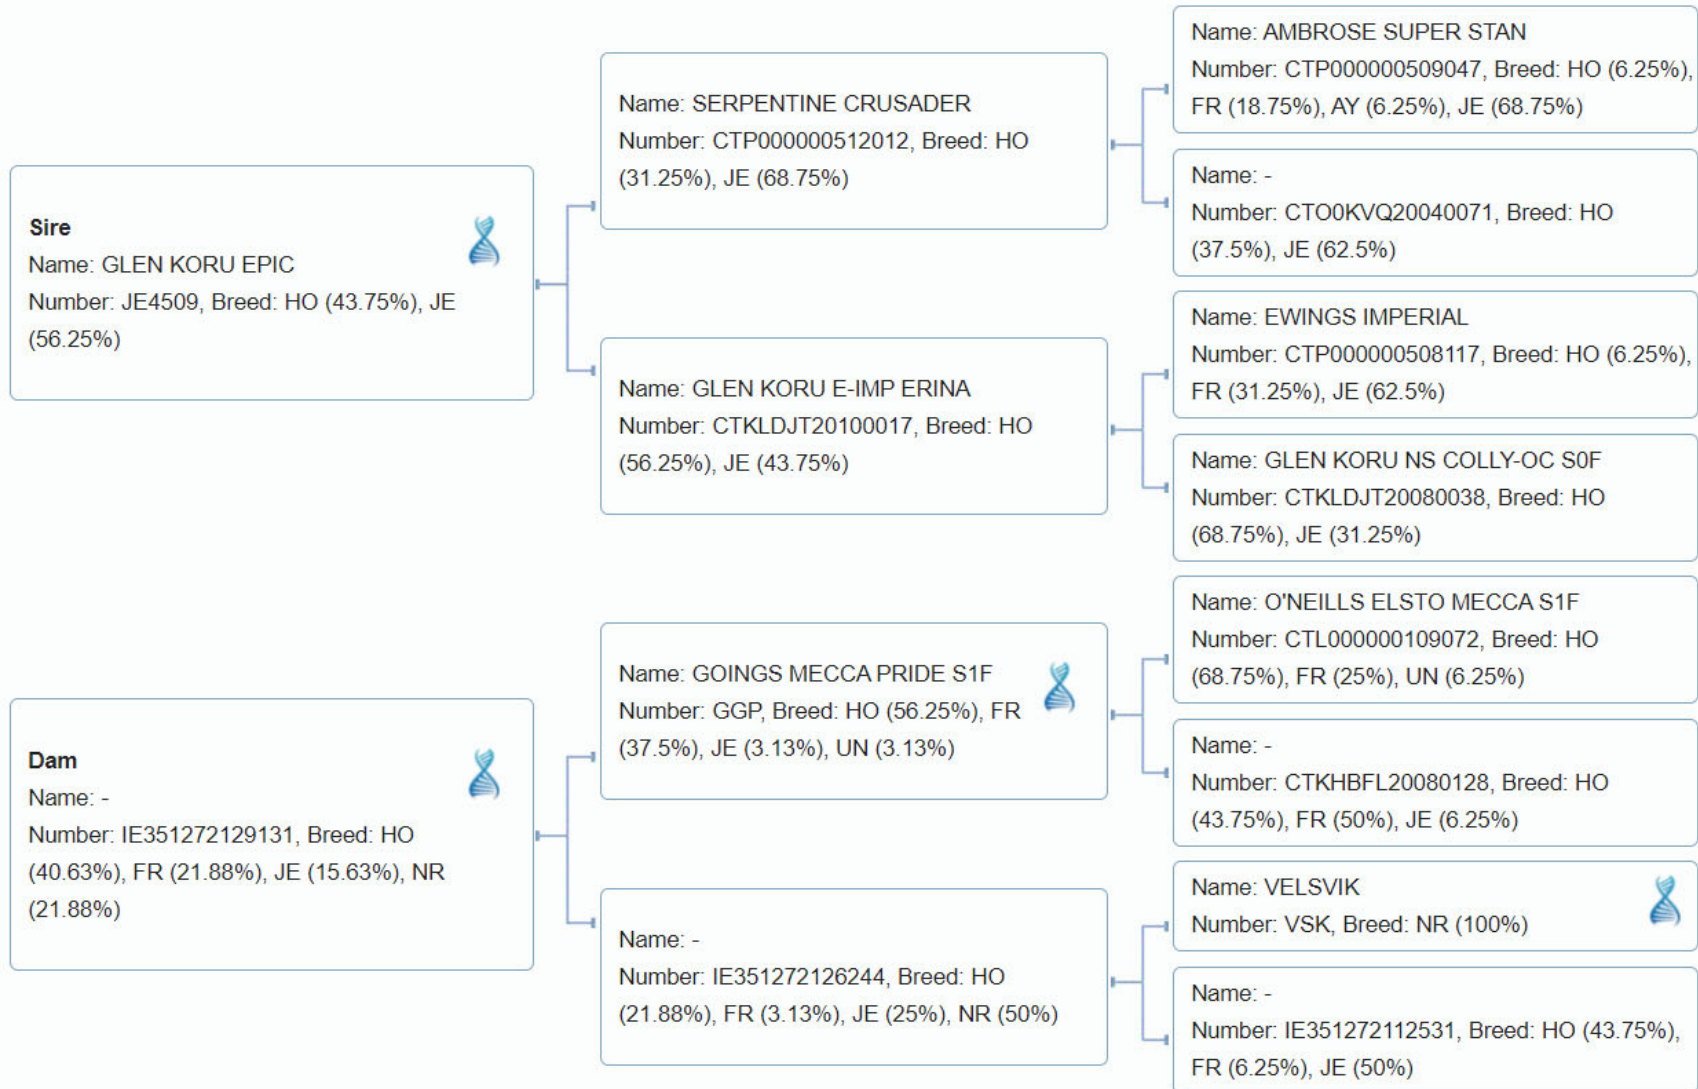 Sire
Name: GLEN KORU EPIC
Number: JE4509, Breed: HO (43.75%), JE
(56.25%)
Dam
Name: -
Number: IE351272129131, Breed: HO
(40.63%), FR (21.88%), JE (15.63%), NR
(21.88%)
Name: SERPENTINE CRUSADER
Number: CTP000000512012, Breed: HO
(31.25%), JE (68.75%)
Name: GLEN KORU E-IMP ERINA
Number: CTKLDJT20100017, Breed: HO
(56.25%), JE (43.75%)
Name: GOINGS MECCA PRIDE S1F
Number: GGP, Breed: HO (56.25%), FR
(37.5%), JE (3.13%), UN (3.13%)
Name: -
Number: IE351272126244, Breed: HO
(21.88%), FR (3.13%), JE (25%), NR (50%)
Name: AMBROSE SUPER STAN
Number: CTP000000509047, Breed: HO (6.25%),
FR (18.75%), AY (6.25%), JE (68.75%)
Name: -
Number: CTO0KVQ20040071, Breed: HO
(37.5%), JE (62.5%)
Name: EWINGS IMPERIAL
Number: CTP000000508117, Breed: HO (6.25%),
FR (31.25%), JE (62.5%)
Name: GLEN KORU NS COLLY-OC S0F
Number: CTKLDJT20080038, Breed: HO
(68.75%), JE (31.25%)
Name: O'NEILLS ELSTO MECCA S1F
Number: CTL000000109072, Breed: HO
(68.75%), FR (25%), UN (6.25%)
Name: -
Number: CTKHBFL20080128, Breed: HO
(43.75%), FR (50%), JE (6.25%)
Name: VELSVIK
Number: VSK, Breed: NR (100%)
Name: -
Number: IE351272112531, Breed: HO (43.75%),
FR (6.25%), JE (50%)